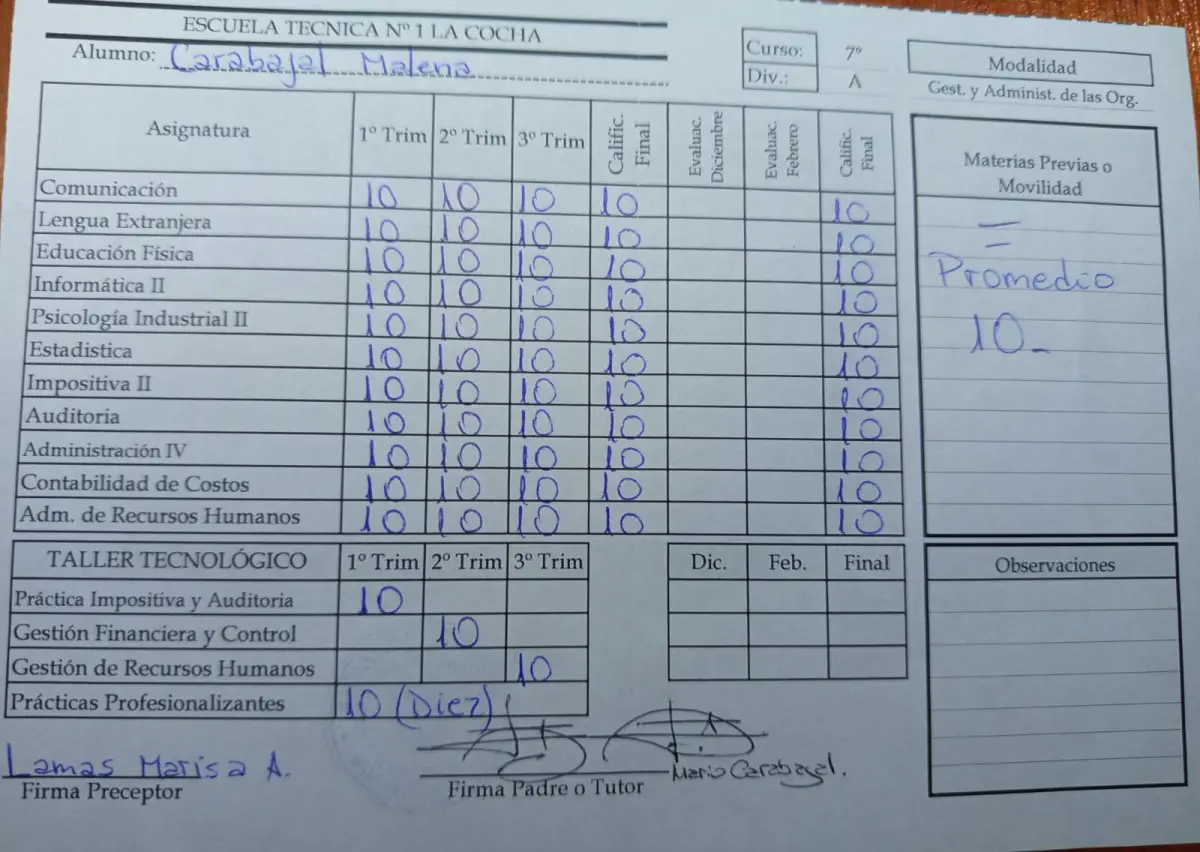 ESCUELA TECNICA Nº 1 LA COCHA
Alumno: Carabajal Malena
Curso: 7º
Div.: A
Modalidad
Gest. y Administ. de las Org.
Asignatura 1º Trim 2º Trim 3º Trim Calific. Final Evaluac. Diciembre Evaluac. Febrero Calific. Final
Comunicación 10 10 10 10 10
Lengua Extranjera 10 10 10 10 10
Educación Física 10 10 10 10 10
Informática II 10 10 10 10 10
Psicología Industrial II 10 10 10 10 10
Estadistica 10 10 10 10 10
Impositiva II 10 10 10 10 10
Auditoria 10 10 10 10 10
Administración IV 10 10 10 10 10
Contabilidad de Costos 10 10 10 10 10
Adm. de Recursos Humanos 10 10 10 10 10
Materias Previas o
Movilidad
=
Promedio
10_
TALLER TECNOLÓGICO 1º Trim 2º Trim 3º Trim Dic. Feb. Final
Práctica Impositiva y Auditoria 10
Gestión Financiera y Control 10
Gestión de Recursos Humanos 10
Prácticas Profesionalizantes 10 (Diez)
Observaciones
Lamas Marisa A.
Firma Preceptor
Mario Carabajal.
Firma Padre o Tutor